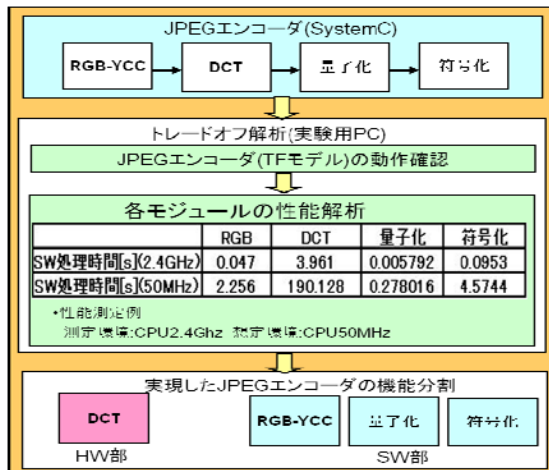 JPEGエンコーダ(SystemC)
RGB-YCC DCT 量子化 符号化
トレードオフ解析(実験用PC)
JPEGエンコーダ(TFモデル)の動作確認
各モジュールの性能解析
RGB DCT 量子化 符号化
SW処理時間[s](2.4GHz) 0.047 3.961 0.005792 0.0953
SW処理時間[s](50MHz) 2.256 190.128 0.278016 4.5744
・性能測定例
測定環境:CPU2.4Ghz 想定環境:CPU50MHz
実現したJPEGエンコーダの機能分割
DCT RGB-YCC 量子化 符号化
HW部 SW部